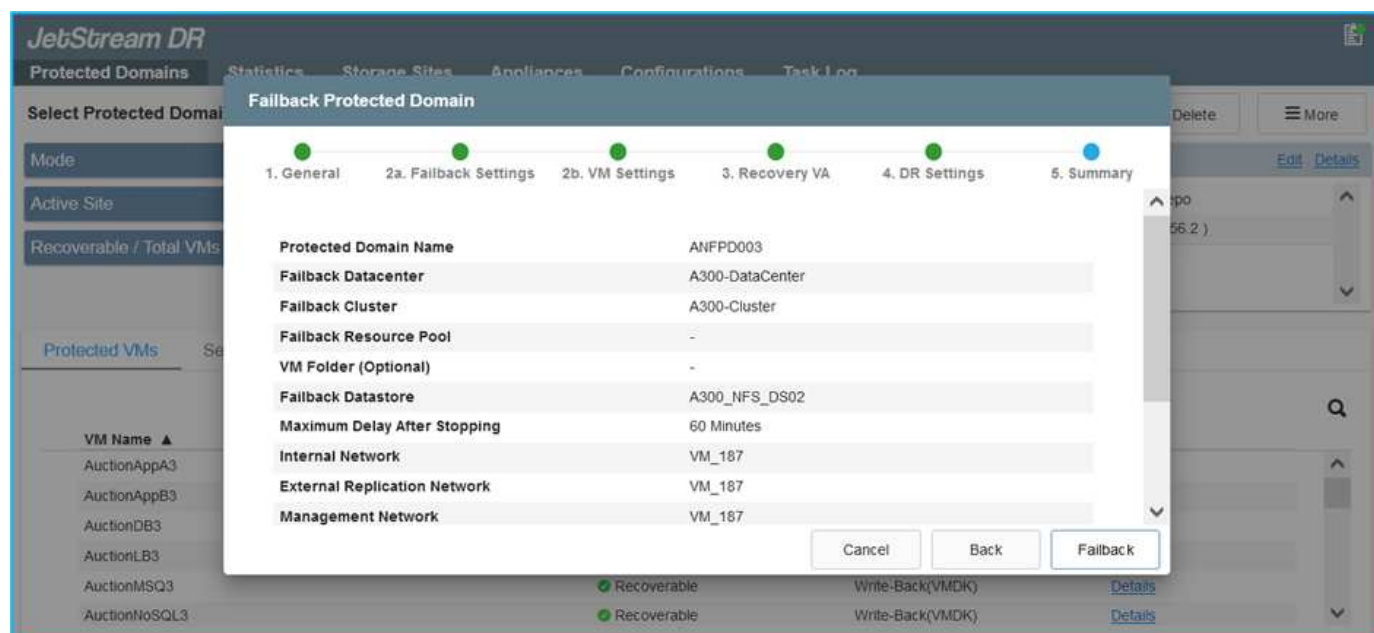 JetStream DR
Protected Domains Statistics Storage Sites Appliances Configurations Task Log
Select Protected Domai Delete More
Failback Protected Domain
Mode Edit Details
1. General 2a. Failback Settings 2b. VM Settings 3. Recovery VA 4. DR Settings 5. Summary
Active Site epo
56.2 )
Recoverable / Total VMs
Protected Domain Name ANFPD003
Failback Datacenter A300-DataCenter
Failback Cluster A300-Cluster
Failback Resource Pool -
VM Folder (Optional) -
Failback Datastore A300_NFS_DS02
Maximum Delay After Stopping 60 Minutes
Internal Network VM_187
External Replication Network VM_187
Management Network VM_187
Cancel Back Failback
Protected VMs Se
VM Name ▲
AuctionAppA3
AuctionAppB3
AuctionDB3
AuctionLB3
AuctionMSQ3 Recoverable Write-Back(VMDK) Details
AuctionNoSQL3 Recoverable Write-Back(VMDK) Details